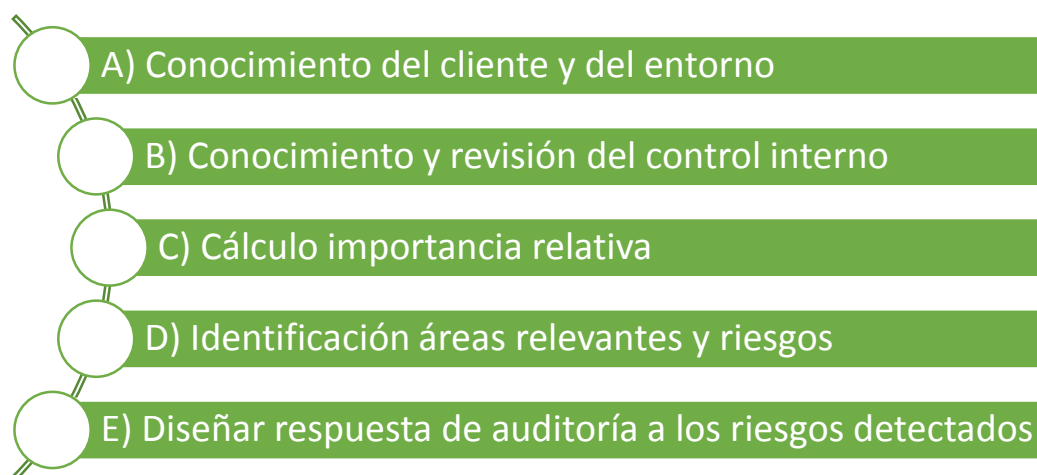 A) Conocimiento del cliente y del entorno
B) Conocimiento y revisión del control interno
C) Cálculo importancia relativa
D) Identificación áreas relevantes y riesgos
E) Diseñar respuesta de auditoría a los riesgos detectados